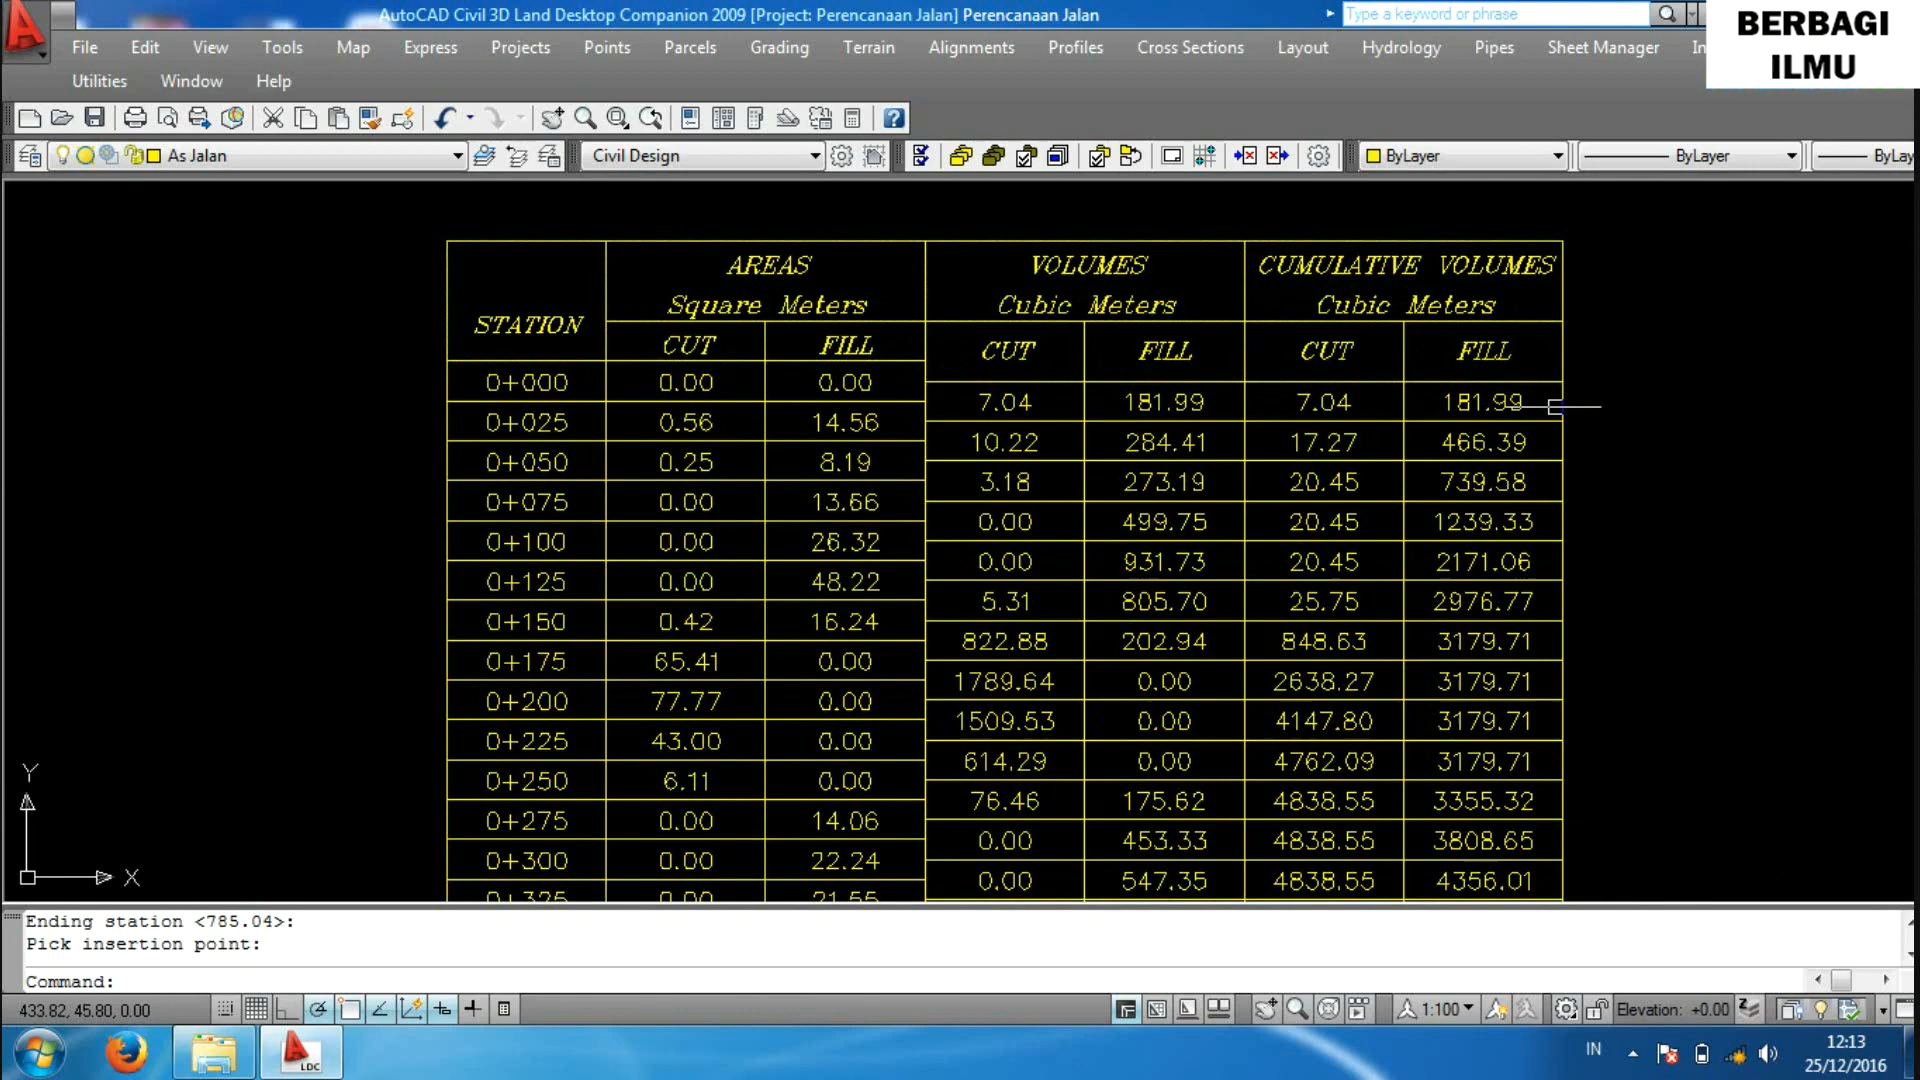 AutoCAD Civil 3D Land Desktop Companion 2009 [Project: Perencanaan Jalan] Perencanaan Jalan
Type a keyword or phrase
BERBAGI
ILMU
File Edit View Tools Map Express Projects Points Parcels Grading Terrain Alignments Profiles Cross Sections Layout Hydrology Pipes Sheet Manager
Utilities Window Help
As Jalan Civil Design ByLayer ByLayer
AREAS VOLUMES CUMULATIVE VOLUMES
Square Meters Cubic Meters Cubic Meters
STATION
CUT FILL CUT FILL CUT FILL
0+000 0.00 0.00
7.04 181.99 7.04 181.99
0+025 0.56 14.56
10.22 284.41 17.27 466.39
0+050 0.25 8.19
3.18 273.19 20.45 739.58
0+075 0.00 13.66
0.00 499.75 20.45 1239.33
0+100 0.00 26.32
0.00 931.73 20.45 2171.06
0+125 0.00 48.22
5.31 805.70 25.75 2976.77
0+150 0.42 16.24
822.88 202.94 848.63 3179.71
0+175 65.41 0.00
1789.64 0.00 2638.27 3179.71
0+200 77.77 0.00
1509.53 0.00 4147.80 3179.71
0+225 43.00 0.00
614.29 0.00 4762.09 3179.71
0+250 6.11 0.00
76.46 175.62 4838.55 3355.32
0+275 0.00 14.06
0.00 453.33 4838.55 3808.65
0+300 0.00 22.24
0.00 547.35 4838.55 4356.01
0+325 0.00 21.55
Y
X
Ending station <785.04>:
Pick insertion point:
Command:
433.82, 45.80, 0.00 1:100 Elevation: +0.00
LDC
IN
12:13
25/12/2016